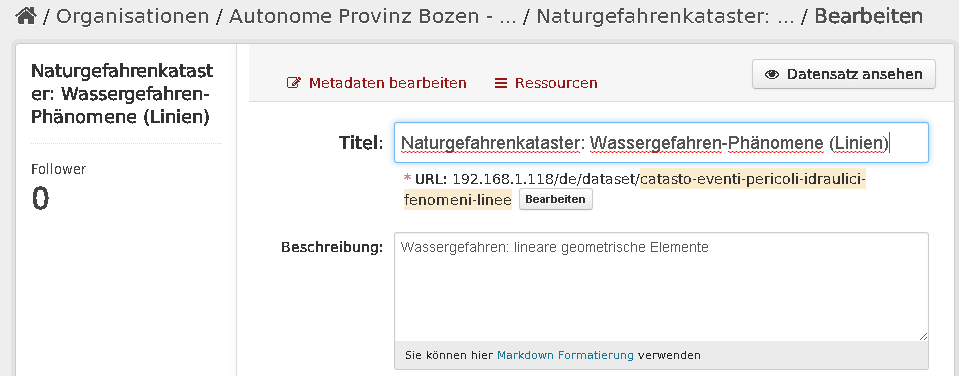 / Organisationen / Autonome Provinz Bozen - ... / Naturgefahrenkataster: ... / Bearbeiten
Naturgefahrenkatast
er: Wassergefahren-
Phänomene (Linien)
Follower
0
Metadaten bearbeiten
Ressourcen
Datensatz ansehen
Titel: Naturgefahrenkataster: Wassergefahren-Phänomene (Linien)
* URL: 192.168.1.118/de/dataset/catasto-eventi-pericoli-idraulici-
fenomeni-linee Bearbeiten
Beschreibung: Wassergefahren: lineare geometrische Elemente
Sie können hier Markdown Formatierung verwenden